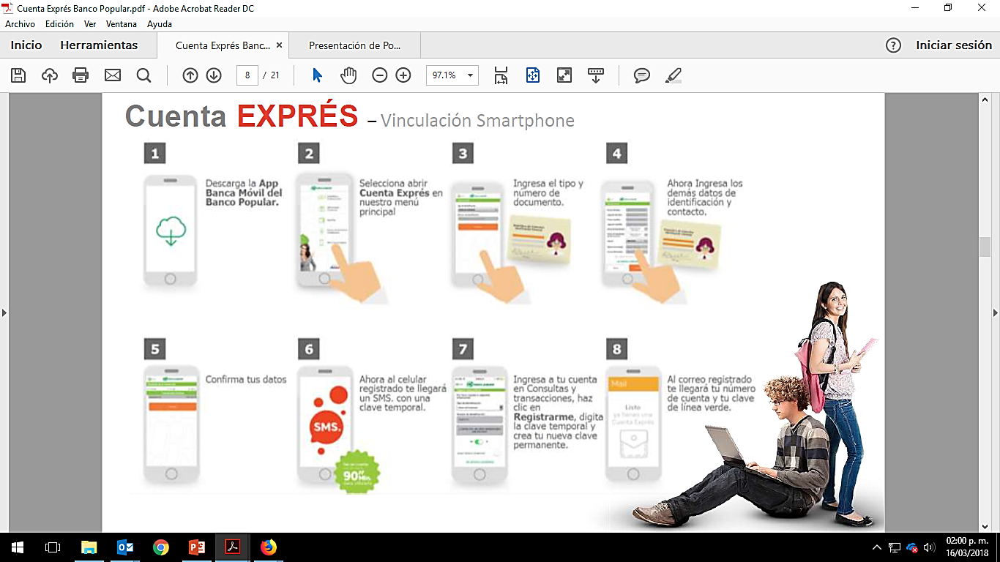 Cuenta Exprés Banco Popular.pdf - Adobe Acrobat Reader DC
Archivo Edición Ver Ventana Ayuda
Inicio Herramientas Cuenta Exprés Banc... Presentación de Po... Iniciar sesión
8 / 21 97.1%
Cuenta EXPRÉS – Vinculación Smartphone
1
Descarga la App
Banca Móvil del
Banco Popular.
2
Selecciona abrir
Cuenta Exprés en
nuestro menú
principal
3
Ingresa el tipo y
número de
documento.
4
Ahora Ingresa los
demás datos de
identificación y
contacto.
5
Confirma tus datos
6
Ahora al celular
registrado te llegará
un SMS. con una
clave temporal.
SMS.
90
Min.
7
Ingresa a tu cuenta
en Consultas y
transacciones, haz
clic en
Registrarme, digita
la clave temporal y
crea tu nueva clave
permanente.
8
Al correo registrado
te llegará tu número
de cuenta y tu clave
de línea verde.
Mail
Listo
ya tienes una
Cuenta Exprés
02:00 p. m.
16/03/2018